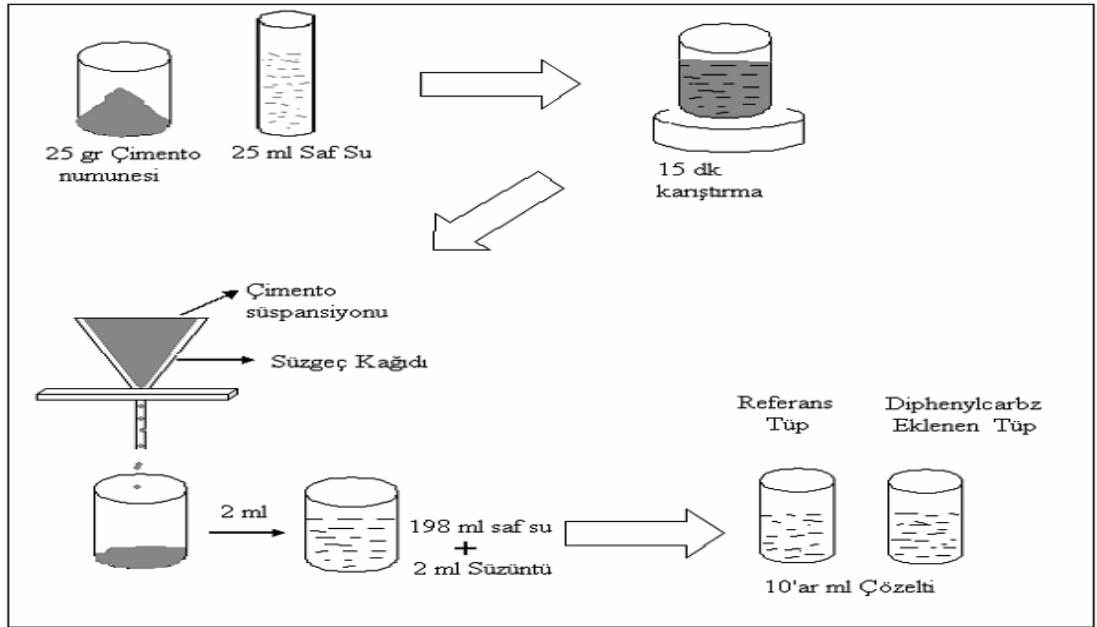 25 gr Çimento
numunesi
25 ml Saf Su
15 dk
karıştırma
Çimento
süspansiyonu
Süzgeç Kağıdı
2 ml
198 ml saf su
+
2 ml Süzüntü
Referans
Tüp
Diphenylcarbz
Eklenen Tüp
10'ar ml Çözelti